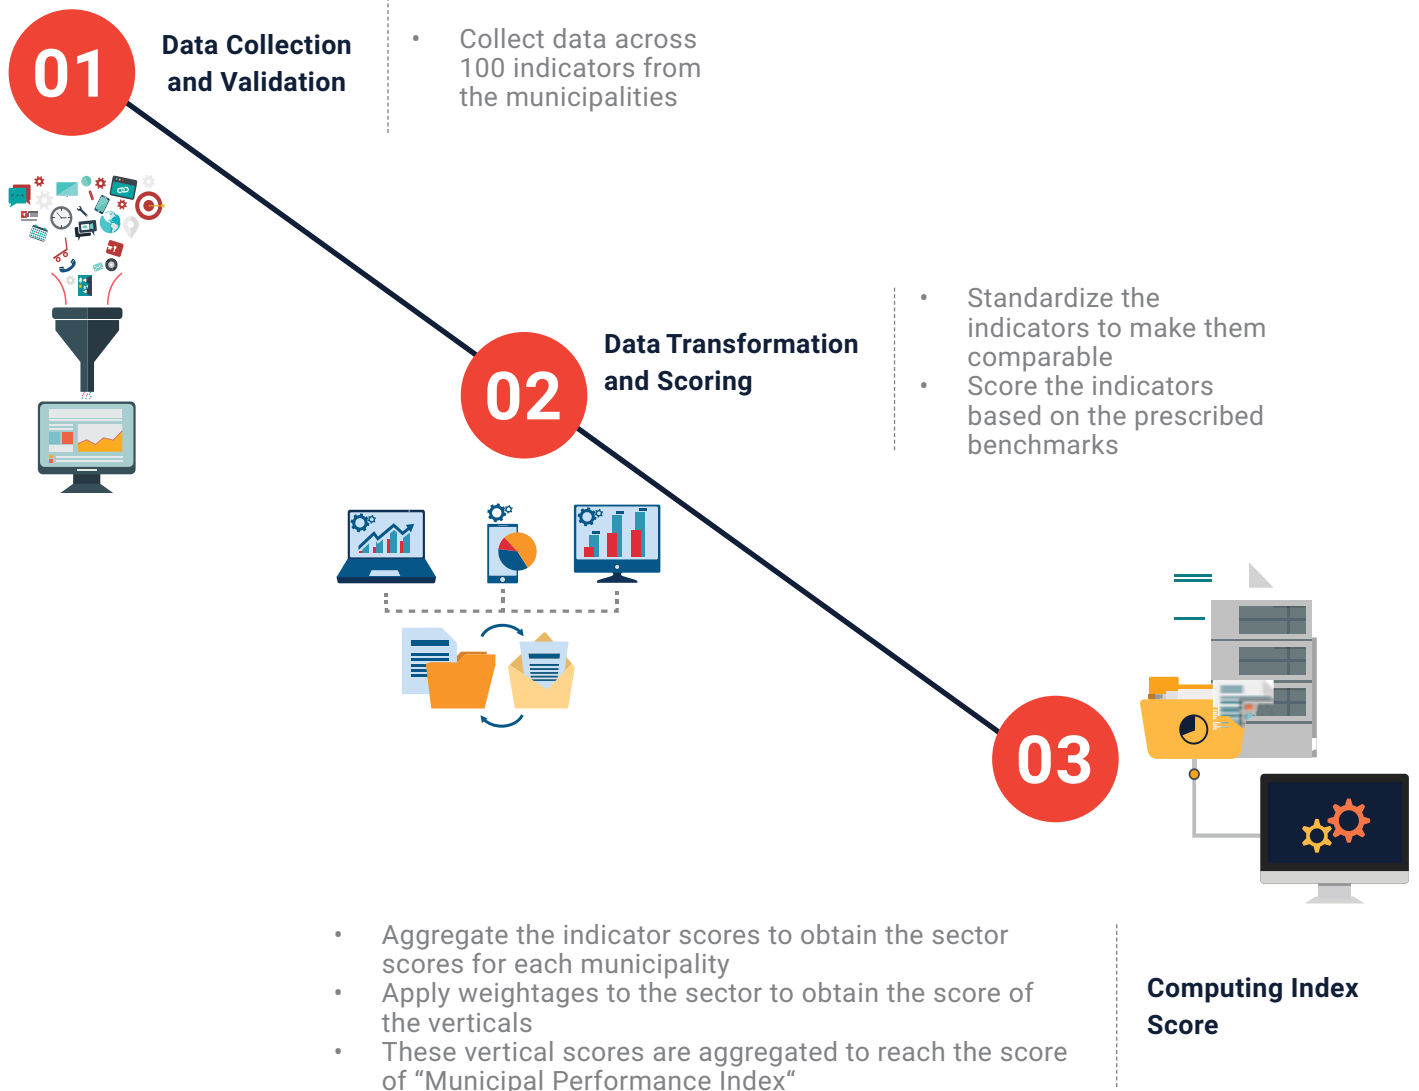 01
Data Collection
and Validation
• Collect data across
100 indicators from
the municipalities
02
Data Transformation
and Scoring
• Standardize the
indicators to make them
comparable
• Score the indicators
based on the prescribed
benchmarks
03
• Aggregate the indicator scores to obtain the sector
scores for each municipality
• Apply weightages to the sector to obtain the score of
the verticals
• These vertical scores are aggregated to reach the score
of “Municipal Performance Index“
Computing Index
Score